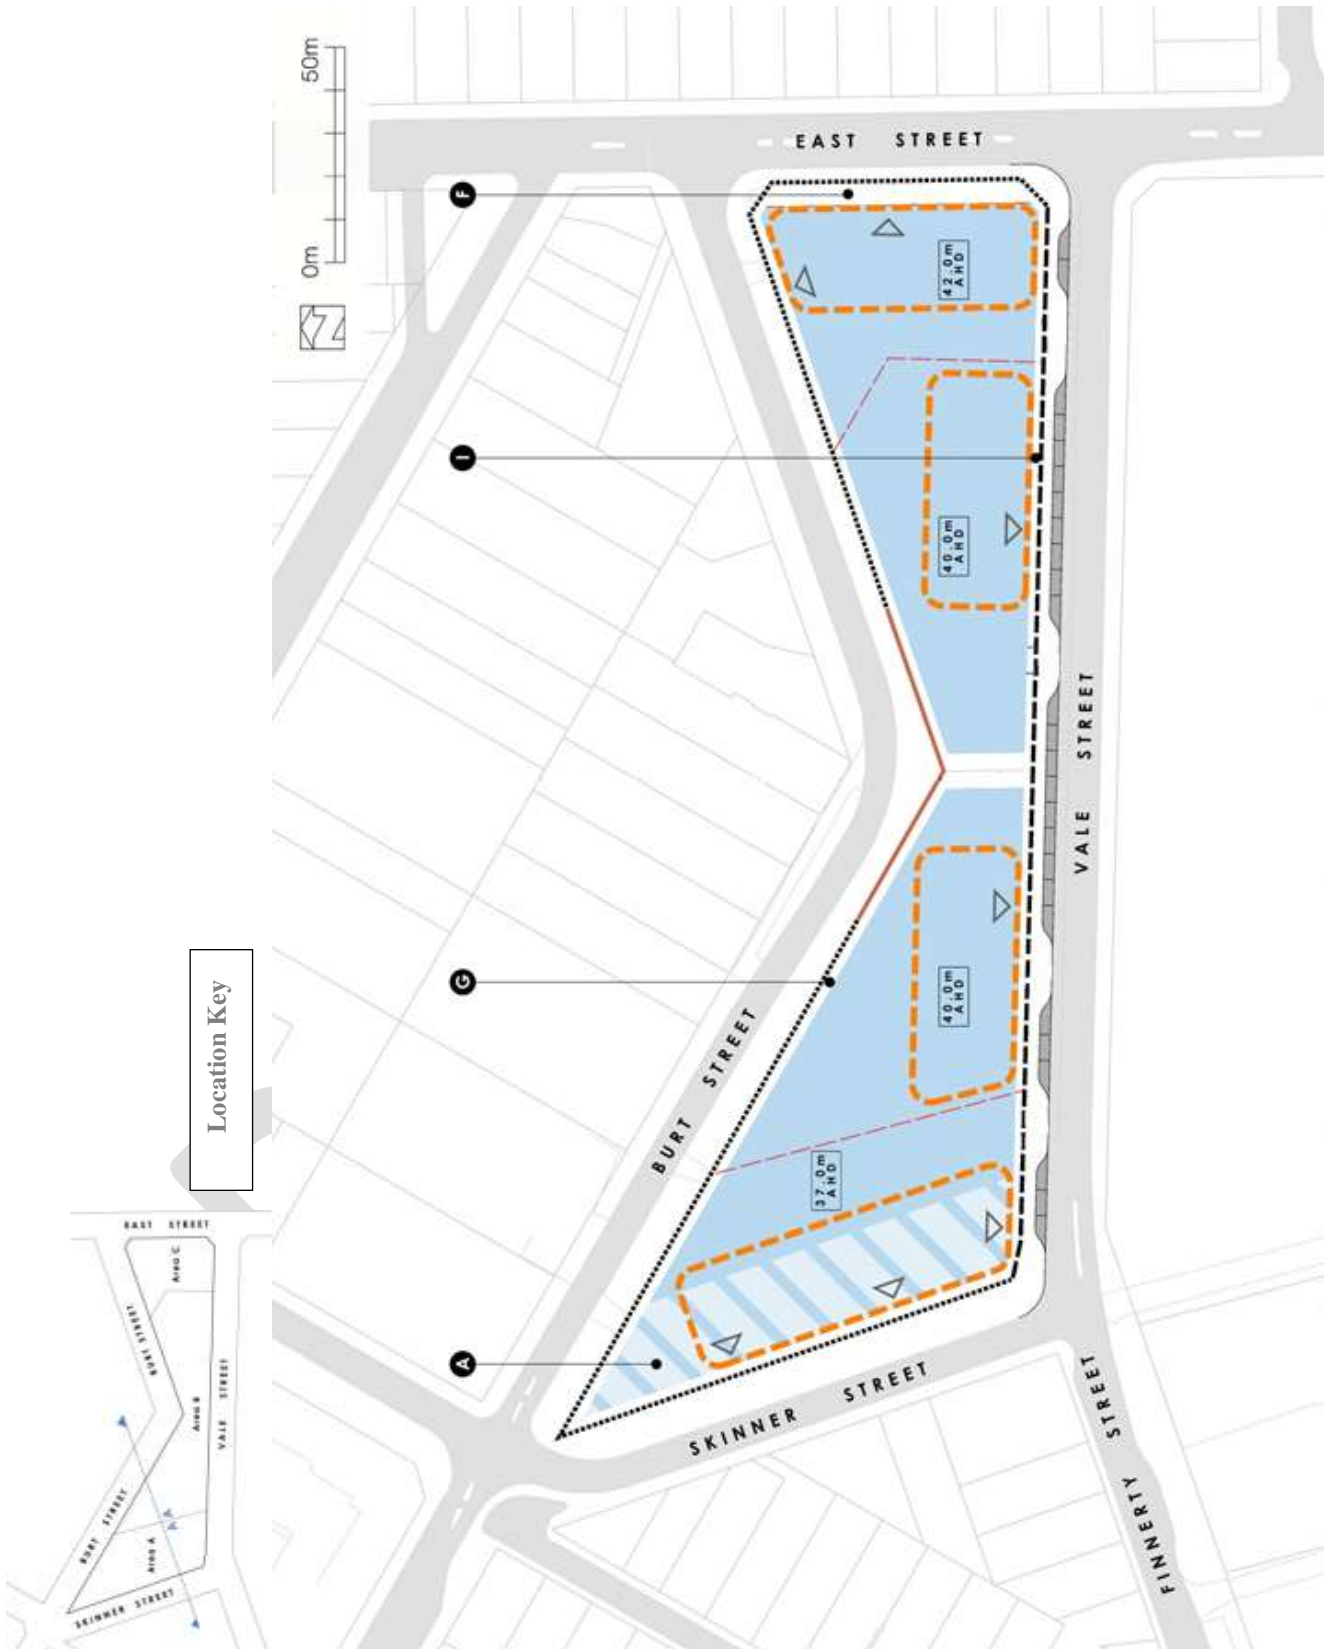 50m
0m
N
F
I
G
A
EAST STREET
42.0m
AHD
40.0m
AHD
40.0m
AHD
37.0m
AHD
VALE STREET
BURT STREET
SKINNER STREET
FINNERTY STREET
Location Key
EAST STREET
Area C
BURT STREET
Area B
VALE STREET
BURT STREET
AA
Area A
SKINNER STREET